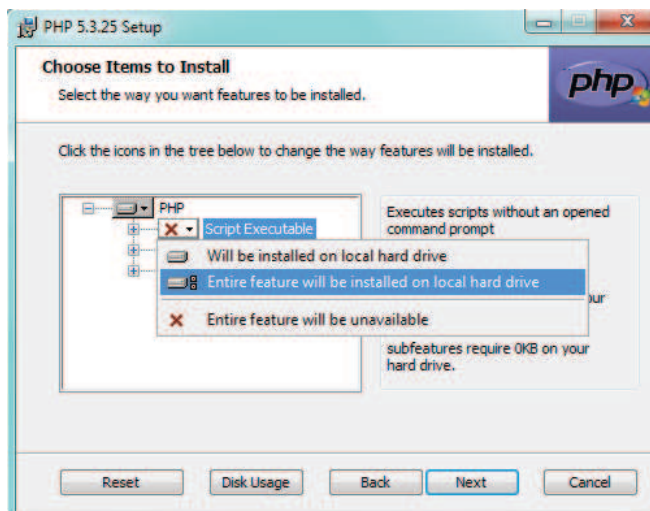 PHP 5.3.25 Setup
Choose Items to Install
Select the way you want features to be installed.
php
Click the icons in the tree below to change the way features will be installed.
PHP
Script Executable
Executes scripts without an opened
command prompt
Will be installed on local hard drive
Entire feature will be installed on local hard drive
Entire feature will be unavailable
subfeatures require 0KB on your
hard drive.
Reset
Disk Usage
Back
Next
Cancel